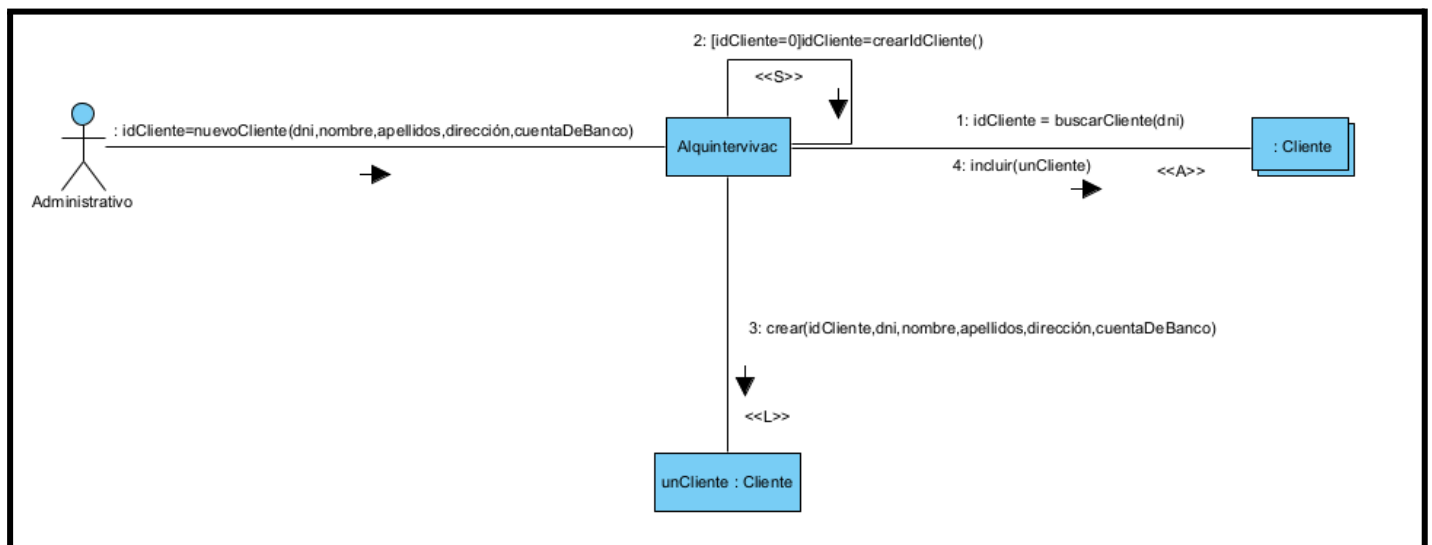 2: [idCliente=0]idCliente=crearIdCliente()
<<S>>
: idCliente=nuevoCliente(dni,nombre,apellidos,dirección,cuentaDeBanco)
1: idCliente = buscarCliente(dni)
Alquintervivac
: Cliente
4: incluir(unCliente)
<<A>>
Administrativo
3: crear(idCliente,dni,nombre,apellidos,dirección,cuentaDeBanco)
<<L>>
unCliente : Cliente